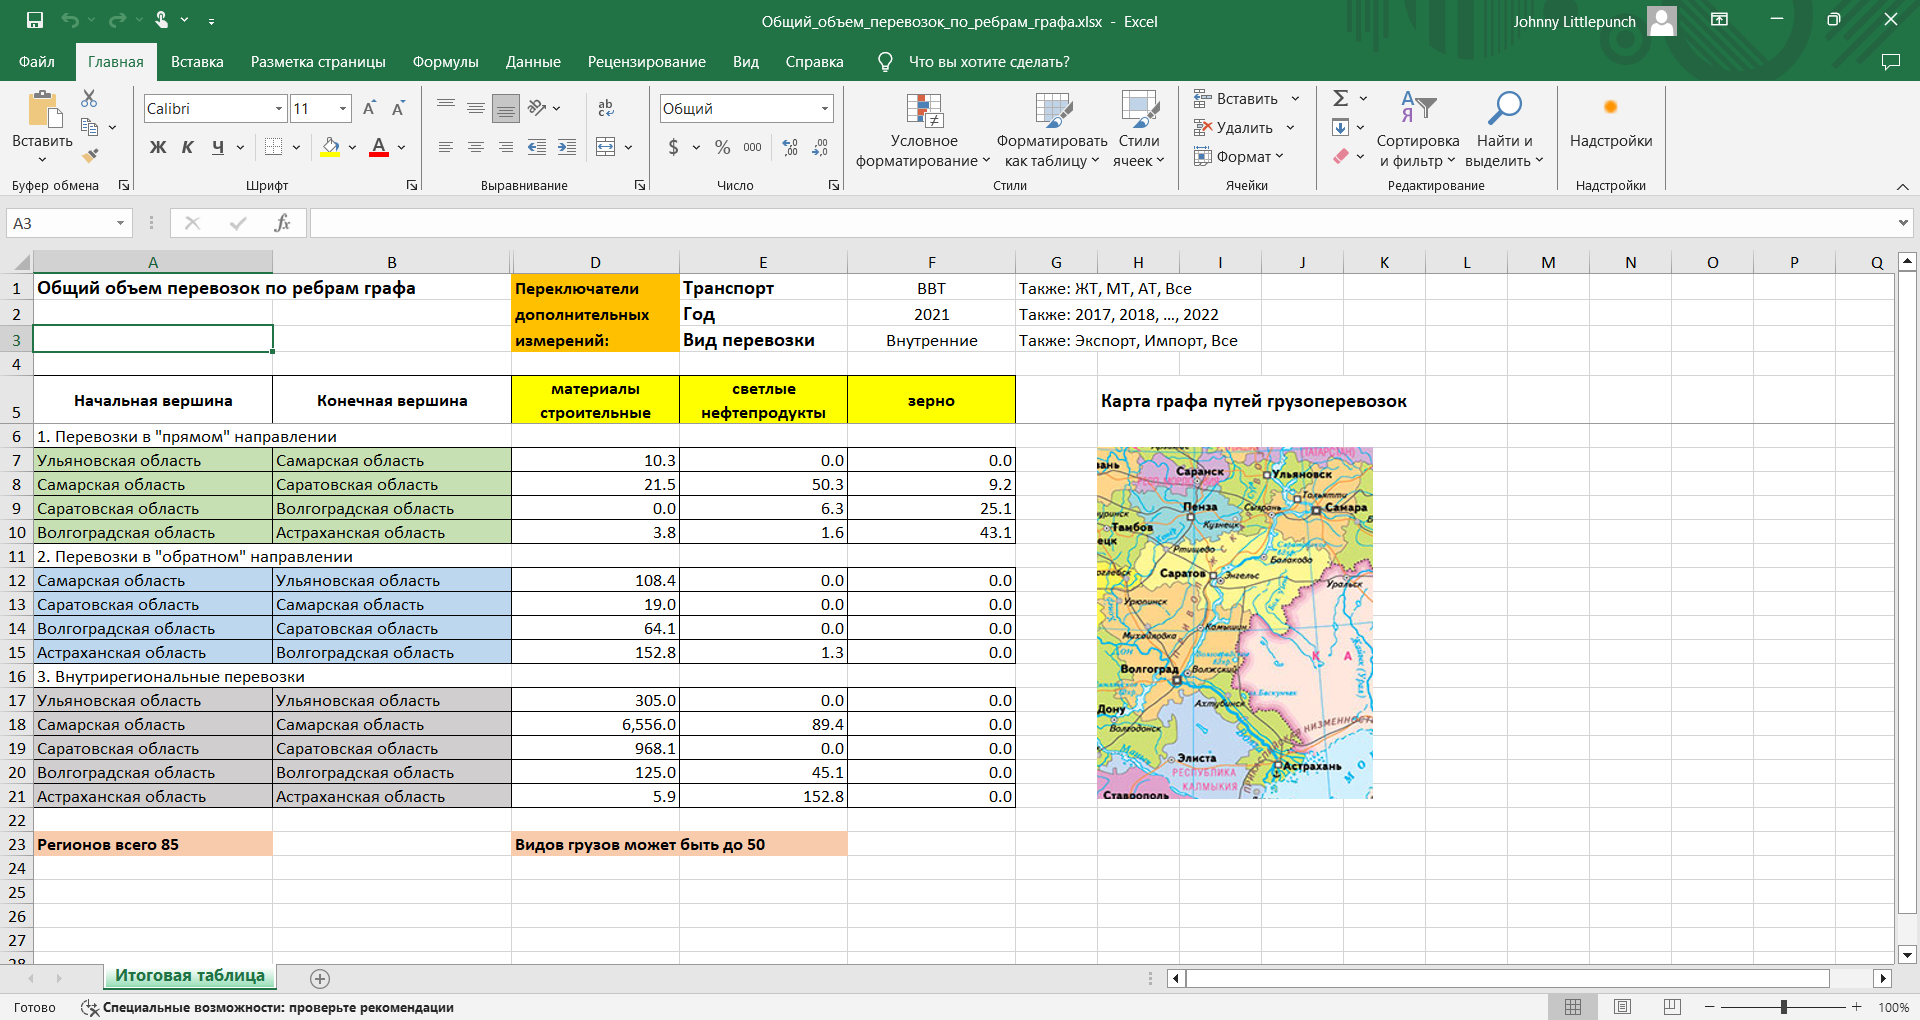 Общий_объем_перевозок_по_ребрам_графа.xlsx - Excel
Johnny Littlepunch
Файл Главная Вставка Разметка страницы Формулы Данные Рецензирование Вид Справка Что вы хотите сделать?
Вставить
Буфер обмена
Calibri 11
Ж К Ч
Шрифт
ab
Выравнивание
Общий
$ % 000
Число
Условное форматирование
Форматировать как таблицу
Стили ячеек
Стили
Вставить
Удалить
Формат
Ячейки
Сортировка и фильтр
Найти и выделить
Редактирование
Надстройки
Надстройки
A3 fx
A B D E F G H I J K L M N O P Q
1 Общий объем перевозок по ребрам графа Переключатели Транспорт ВВТ Также: ЖТ, МТ, АТ, Все
2 дополнительных Год 2021 Также: 2017, 2018, ..., 2022
3 измерений: Вид перевозки Внутренние Также: Экспорт, Импорт, Все
4
5 Начальная вершина Конечная вершина материалы строительные светлые нефтепродукты зерно Карта графа путей грузоперевозок
6 1. Перевозки в "прямом" направлении
7 Ульяновская область Самарская область 10.3 0.0 0.0
8 Самарская область Саратовская область 21.5 50.3 9.2
9 Саратовская область Волгоградская область 0.0 6.3 25.1
10 Волгоградская область Астраханская область 3.8 1.6 43.1
11 2. Перевозки в "обратном" направлении
12 Самарская область Ульяновская область 108.4 0.0 0.0
13 Саратовская область Самарская область 19.0 0.0 0.0
14 Волгоградская область Саратовская область 64.1 0.0 0.0
15 Астраханская область Волгоградская область 152.8 1.3 0.0
16 3. Внутрирегиональные перевозки
17 Ульяновская область Ульяновская область 305.0 0.0 0.0
18 Самарская область Самарская область 6,556.0 89.4 0.0
19 Саратовская область Саратовская область 968.1 0.0 0.0
20 Волгоградская область Волгоградская область 125.0 45.1 0.0
21 Астраханская область Астраханская область 5.9 152.8 0.0
22
23 Регионов всего 85 Видов грузов может быть до 50
24
25
26
27
28
Саранск
Ульяновск
Тольятти
Пенза
Кузнецк
Сызрань
Самара
Тамбов
Ртищево
Балаково
Саратов
Энгельс
Уральск
Урюпинск
Камышин
Михайловка
Дон
Волгоград
Волжский
Ахтубинск
Волгодонск
Элиста
Астрахань
РЕСПУБЛИКА
КАЛМЫКИЯ
Ставрополь
К А
Итоговая таблица
Готово Специальные возможности: проверьте рекомендации 100%